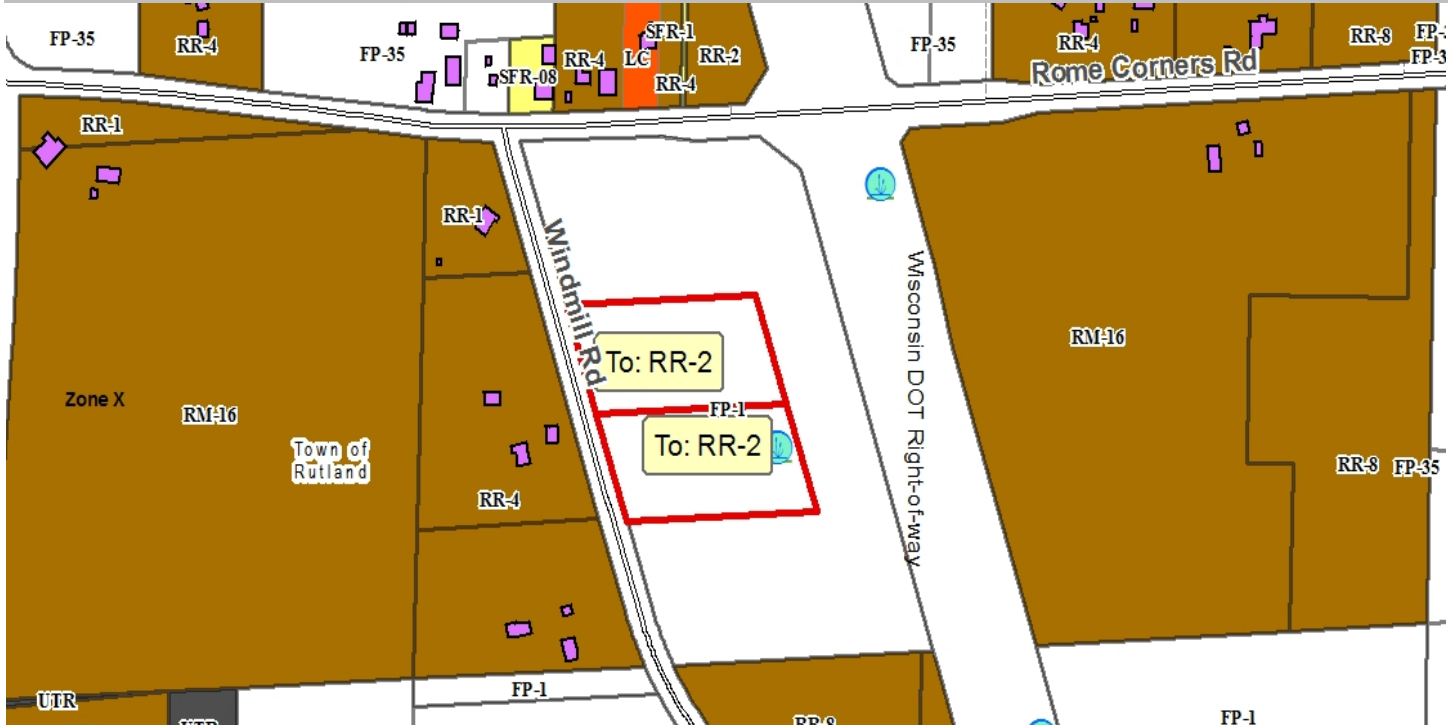 FP-35
RR-4
FP-35
SFR-08
RR-4
LC
SFR-1
RR-4
RR-2
FP-35
RR-4
RR-8
Rome Corners Rd
RR-1
RR-1
Windmill Rd
Wisconsin DOT Right-of-way
To: RR-2
FP-1
To: RR-2
Zone X
RM-16
Town of
Rutland
RR-4
RM-16
RR-8
FP-35
UTR
FP-1
RR-8
FP-1